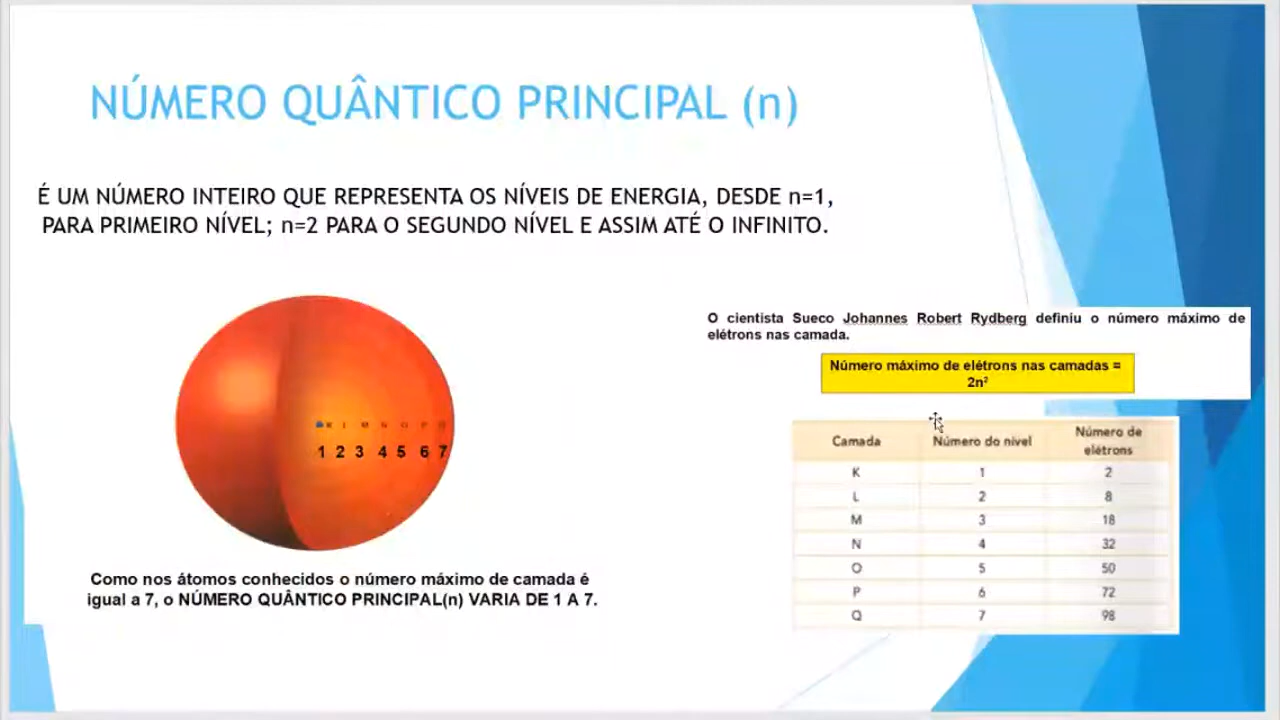 NÚMERO QUÂNTICO PRINCIPAL (n)
É UM NÚMERO INTEIRO QUE REPRESENTA OS NÍVEIS DE ENERGIA, DESDE n=1,
PARA PRIMEIRO NÍVEL; n=2 PARA O SEGUNDO NÍVEL E ASSIM ATÉ O INFINITO.
K L M N O P Q
1 2 3 4 5 6 7
Como nos átomos conhecidos o número máximo de camada é
igual a 7, o NÚMERO QUÂNTICO PRINCIPAL(n) VARIA DE 1 A 7.
O cientista Sueco Johannes Robert Rydberg definiu o número máximo de
elétrons nas camada.
Número máximo de elétrons nas camadas =
2n²
Camada Número do nível Número de elétrons
K 1 2
L 2 8
M 3 18
N 4 32
O 5 50
P 6 72
Q 7 98